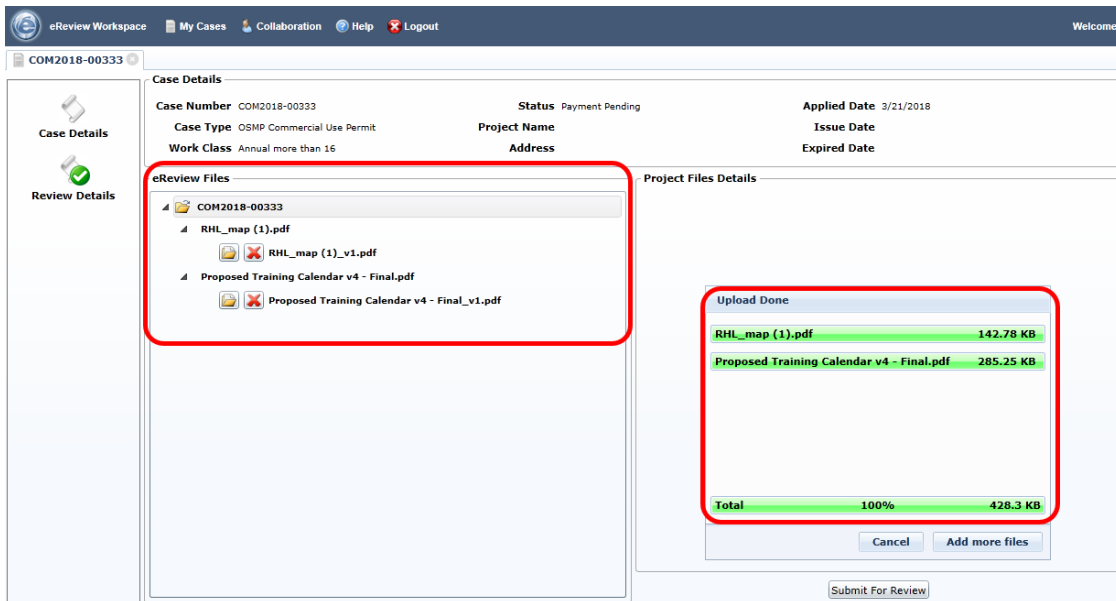 eReview Workspace My Cases Collaboration Help Logout Welcome
COM2018-00333
Case Details
Review Details
Case Details
Case Number COM2018-00333 Status Payment Pending Applied Date 3/21/2018
Case Type OSMP Commercial Use Permit Project Name Issue Date
Work Class Annual more than 16 Address Expired Date
eReview Files
COM2018-00333
RHL_map (1).pdf
RHL_map (1)_v1.pdf
Proposed Training Calendar v4 - Final.pdf
Proposed Training Calendar v4 - Final_v1.pdf
Project Files Details
Upload Done
RHL_map (1).pdf 142.78 KB
Proposed Training Calendar v4 - Final.pdf 285.25 KB
Total 100% 428.3 KB
Cancel Add more files
Submit For Review